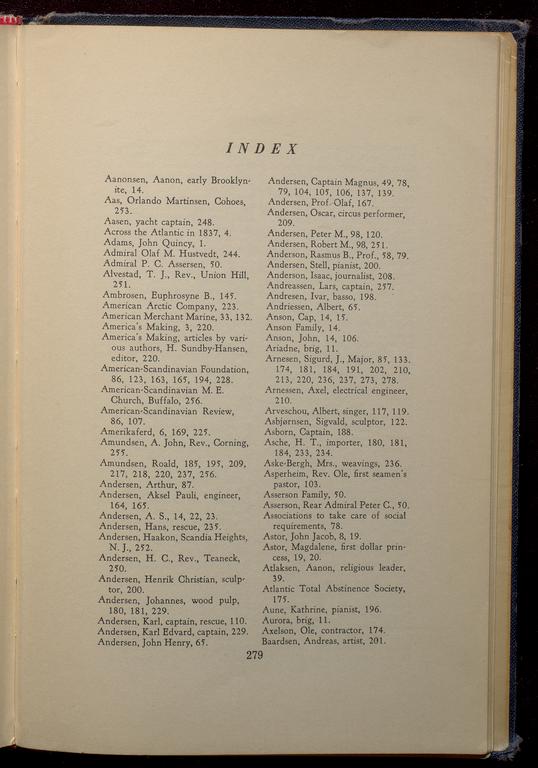 INDEX
Aanonsen, Aanon, early Brooklyn-
ite, 14.
Aas, Orlando Martinsen, Cohoes,
253.
Aasen, yacht captain, 248.
Across the Atlantic in 1837, 4.
Adams, John Quincy, 1.
Admiral Olaf M. Hustvedt, 244.
Admiral P. C. Assersen, 50.
Alvestad, T. J., Rev., Union Hill,
251.
Ambrosen, Euphrosyne B., 145.
American Arctic Company, 223.
American Merchant Marine, 33, 132.
America's Making, 3, 220.
America's Making, articles by vari-
ous authors, H. Sundby-Hansen,
editor, 220.
American-Scandinavian Foundation,
86, 123, 163, 165, 194, 228.
American-Scandinavian M. E.
Church, Buffalo, 256.
American-Scandinavian Review,
86, 107.
Amerikaferd, 6, 169, 225.
Amundsen, A. John, Rev., Corning,
255.
Amundsen, Roald, 185, 195, 209,
217, 218, 220, 237, 256.
Andersen, Arthur, 87.
Andersen, Aksel Pauli, engineer,
164, 165.
Andersen, A. S., 14, 22, 23.
Andersen, Hans, rescue, 235.
Andersen, Haakon, Scandia Heights,
N. J., 252.
Andersen, H. C., Rev., Teaneck,
250.
Andersen, Henrik Christian, sculp-
tor, 200.
Andersen, Johannes, wood pulp,
180, 181, 229.
Andersen, Karl, captain, rescue, 110.
Andersen, Karl Edvard, captain, 229.
Andersen, John Henry, 65.
Andersen, Captain Magnus, 49, 78,
79, 104, 105, 106, 137, 139.
Andersen, Prof. Olaf, 167.
Andersen, Oscar, circus performer,
209.
Andersen, Peter M., 98, 120.
Andersen, Robert M., 98, 251.
Anderson, Rasmus B., Prof., 58, 79.
Andersen, Stell, pianist, 200.
Anderson, Isaac, journalist, 208.
Andreassen, Lars, captain, 257.
Andresen, Ivar, basso, 198.
Andriessen, Albert, 65.
Anson, Cap, 14, 15.
Anson Family, 14.
Anson, John, 14, 106.
Ariadne, brig, 11.
Arnesen, Sigurd, J., Major, 85, 133.
174, 181, 184, 191, 202, 210,
213, 220, 236, 237, 273, 278.
Arnessen, Axel, electrical engineer,
210.
Arveschou, Albert, singer, 117, 119.
Asbjørnsen, Sigvald, sculptor, 122.
Asborn, Captain, 188.
Asche, H. T., importer, 180, 181,
184, 233, 234.
Aske-Bergh, Mrs., weavings, 236.
Asperheim, Rev. Ole, first seamen's
pastor, 103.
Asserson Family, 50.
Asserson, Rear Admiral Peter C., 50.
Associations to take care of social
requirements, 78.
Astor, John Jacob, 8, 19.
Astor, Magdalene, first dollar prin-
cess, 19, 20.
Atlaksen, Aanon, religious leader,
39.
Atlantic Total Abstinence Society,
175.
Aune, Kathrine, pianist, 196.
Aurora, brig, 11.
Axelson, Ole, contractor, 174.
Baardsen, Andreas, artist, 201.
279